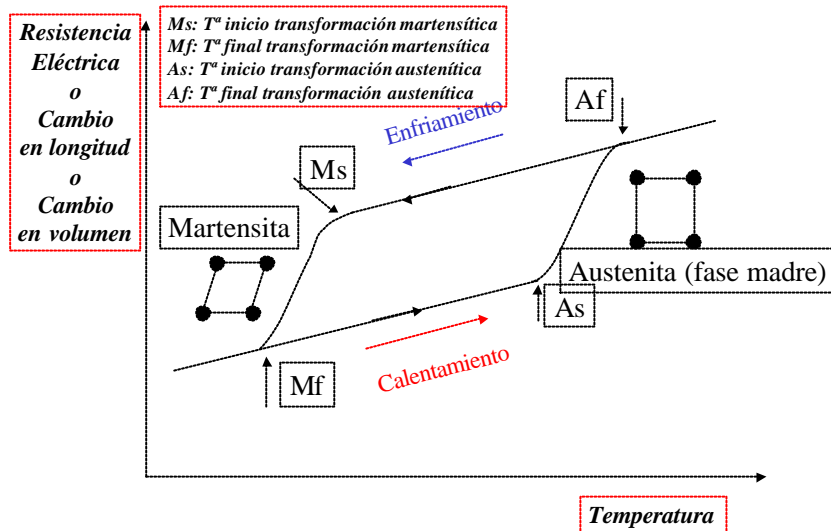 Resistencia
Eléctrica
o
Cambio
en longitud
o
Cambio
en volumen
Ms: Tª inicio transformación martensítica
Mf: Tª final transformación martensítica
As: Tª inicio transformación austenítica
Af: Tª final transformación austenítica
Enfriamiento
Af
Ms
Martensita
Austenita (fase madre)
As
Calentamiento
Mf
Temperatura